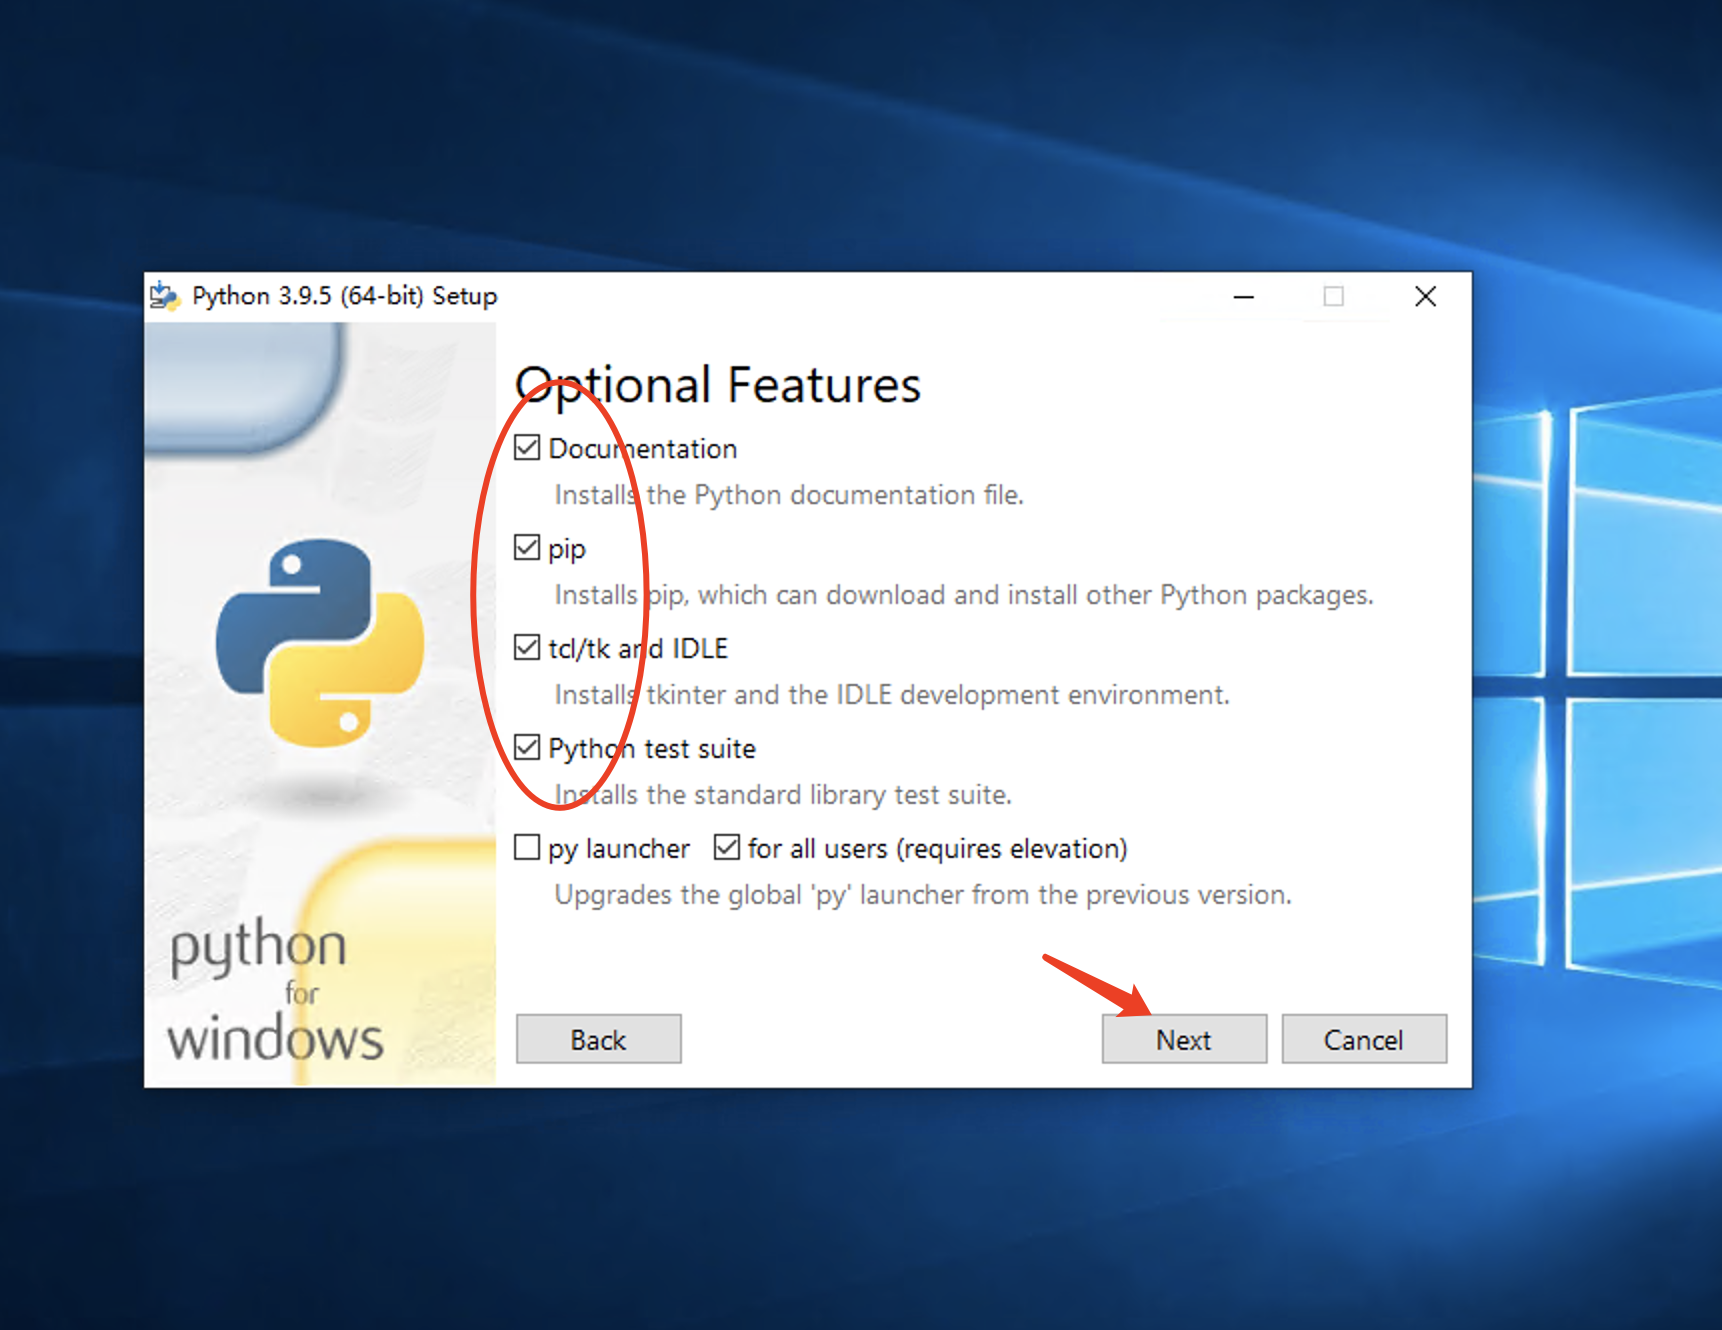 Python 3.9.5 (64-bit) Setup
Optional Features
Documentation
Installs the Python documentation file.
pip
Installs pip, which can download and install other Python packages.
tcl/tk and IDLE
Installs tkinter and the IDLE development environment.
Python test suite
Installs the standard library test suite.
py launcher for all users (requires elevation)
Upgrades the global 'py' launcher from the previous version.
python
for
windows
Back Next Cancel